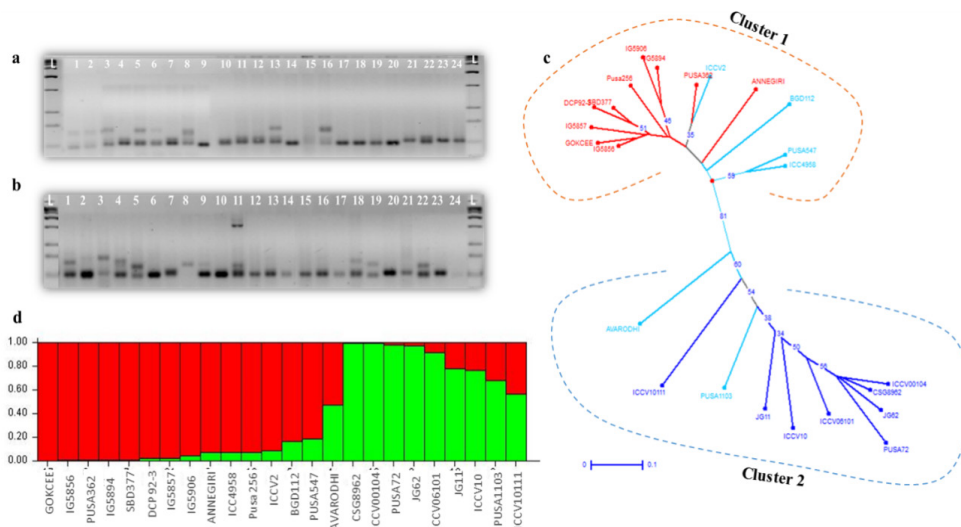 a
L 1 2 3 4 5 6 7 8 9 10 11 12 13 14 15 16 17 18 19 20 21 22 23 24 L
b
L 1 2 3 4 5 6 7 8 9 10 11 12 13 14 15 16 17 18 19 20 21 22 23 24 L
c
Cluster 1
IG5906
IG5894
Pusa256
PUSA362
ICCV2
ANNEGIRI
BGD112
DCP92-3
SBD377
IG5857
GOKCEE
IG5856
51
46
35
PUSA547
ICC4958
59
81
60
54
38
34
50
55
AVARODHI
ICCV10111
PUSA1103
JG11
ICCV10
ICCV06101
ICCV00104
CSG8962
JG62
PUSA72
0 0.1
Cluster 2
d
1.00
0.80
0.60
0.40
0.20
0.00
GOKCEE
IG5856
PUSA362
IG5894
SBD377
DCP 92-3
IG5857
IG5906
ANNEGIRI
ICC4958
Pusa256
ICCV2
BGD112
PUSA547
AVARODHI
CSG8962
CCV00104
PUSA72
JG62
CCV06101
JG11
ICCV10
PUSA1103
CCV10111